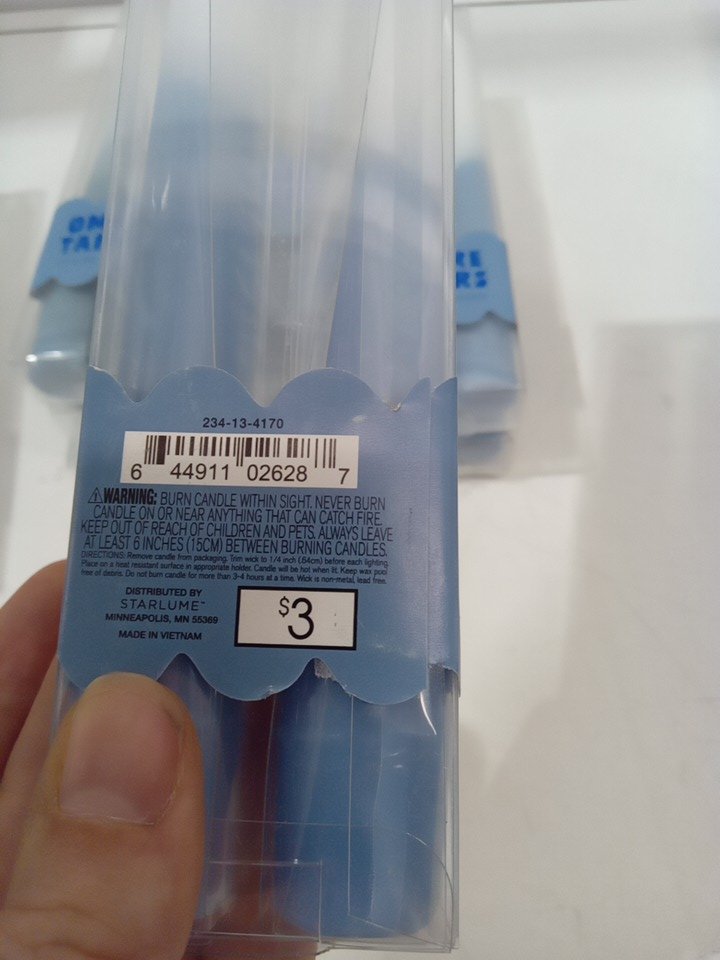 234-13-4170
6 44911 02628 7
⚠WARNING: BURN CANDLE WITHIN SIGHT. NEVER BURN
CANDLE ON OR NEAR ANYTHING THAT CAN CATCH FIRE.
KEEP OUT OF REACH OF CHILDREN AND PETS. ALWAYS LEAVE
AT LEAST 6 INCHES (15CM) BETWEEN BURNING CANDLES.
DIRECTIONS: Remove candle from packaging. Trim wick to 1/4 inch (.64cm) before each lighting.
Place on a heat resistant surface in appropriate holder. Candle will be hot when lit. Keep wax pool
free of debris. Do not burn candle for more than 3-4 hours at a time. Wick is non-metal, lead free.
DISTRIBUTED BY
STARLUME™
MINNEAPOLIS, MN 55369
MADE IN VIETNAM
$3
RE
RS